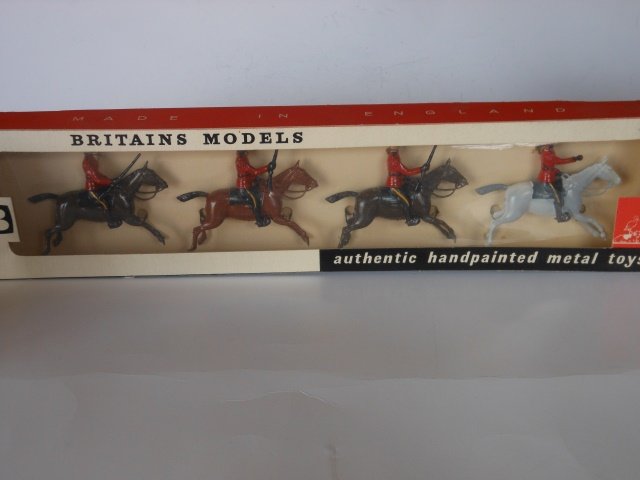 MADE IN ENGLAND
BRITAINS MODELS
B
authentic handpainted metal toys